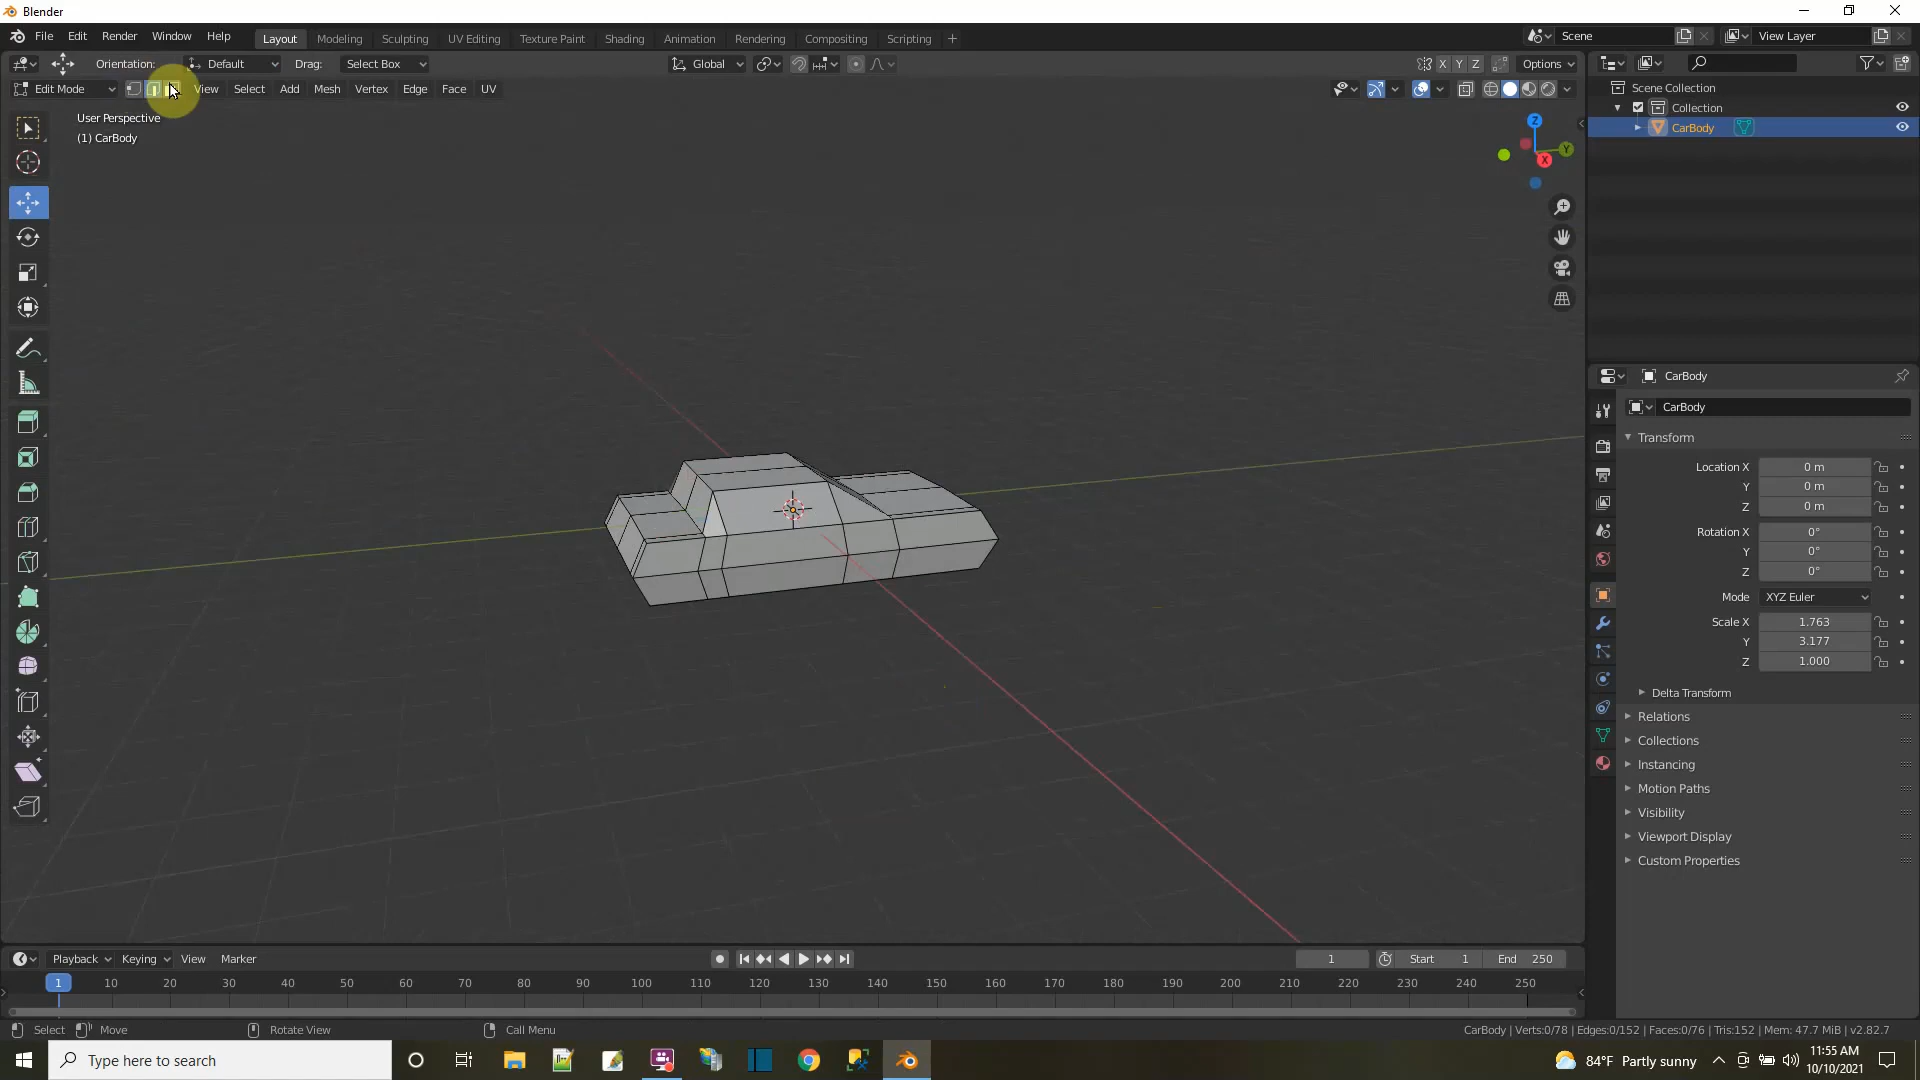 Blender
File Edit Render Window Help Layout Modeling Sculpting UV Editing Texture Paint Shading Animation Rendering Compositing Scripting + Scene View Layer
Orientation: Default Drag: Select Box Global X Y Z Options
Edit Mode View Select Add Mesh Vertex Edge Face UV
User Perspective
(1) CarBody
Z
Y
X
Scene Collection
Collection
CarBody
CarBody
CarBody
Transform
Location X 0 m
Y 0 m
Z 0 m
Rotation X 0°
Y 0°
Z 0°
Mode XYZ Euler
Scale X 1.763
Y 3.177
Z 1.000
Delta Transform
Relations
Collections
Instancing
Motion Paths
Visibility
Viewport Display
Custom Properties
Playback Keying View Marker 1 Start 1 End 250
1 10 20 30 40 50 60 70 80 90 100 110 120 130 140 150 160 170 180 190 200 210 220 230 240 250
Select Move Rotate View Call Menu CarBody | Verts:0/78 | Edges:0/152 | Faces:0/76 | Tris:152 | Mem: 47.7 MiB | v2.82.7
Type here to search 84°F Partly sunny 11:55 AM
10/10/2021